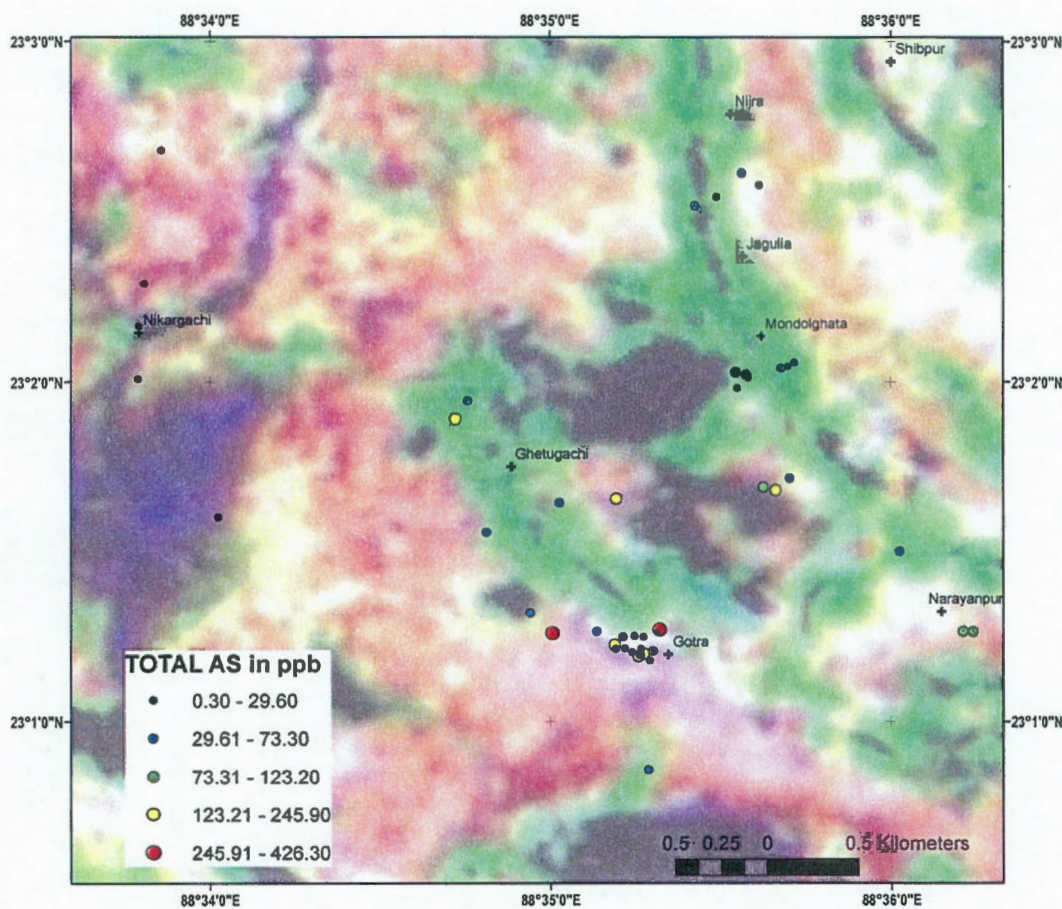 88°34'0"E 88°35'0"E 88°36'0"E
23°3'0"N 23°3'0"N
Shibpur
Nijra
Jagulia
Nikargachi
Mondolghata
23°2'0"N 23°2'0"N
Ghetugachi
Narayanpur
Gotra
TOTAL AS in ppb
0.30 - 29.60
29.61 - 73.30
73.31 - 123.20
123.21 - 245.90
245.91 - 426.30
23°1'0"N 23°1'0"N
0.5 0.25 0 0.5 Kilometers
88°34'0"E 88°35'0"E 88°36'0"E